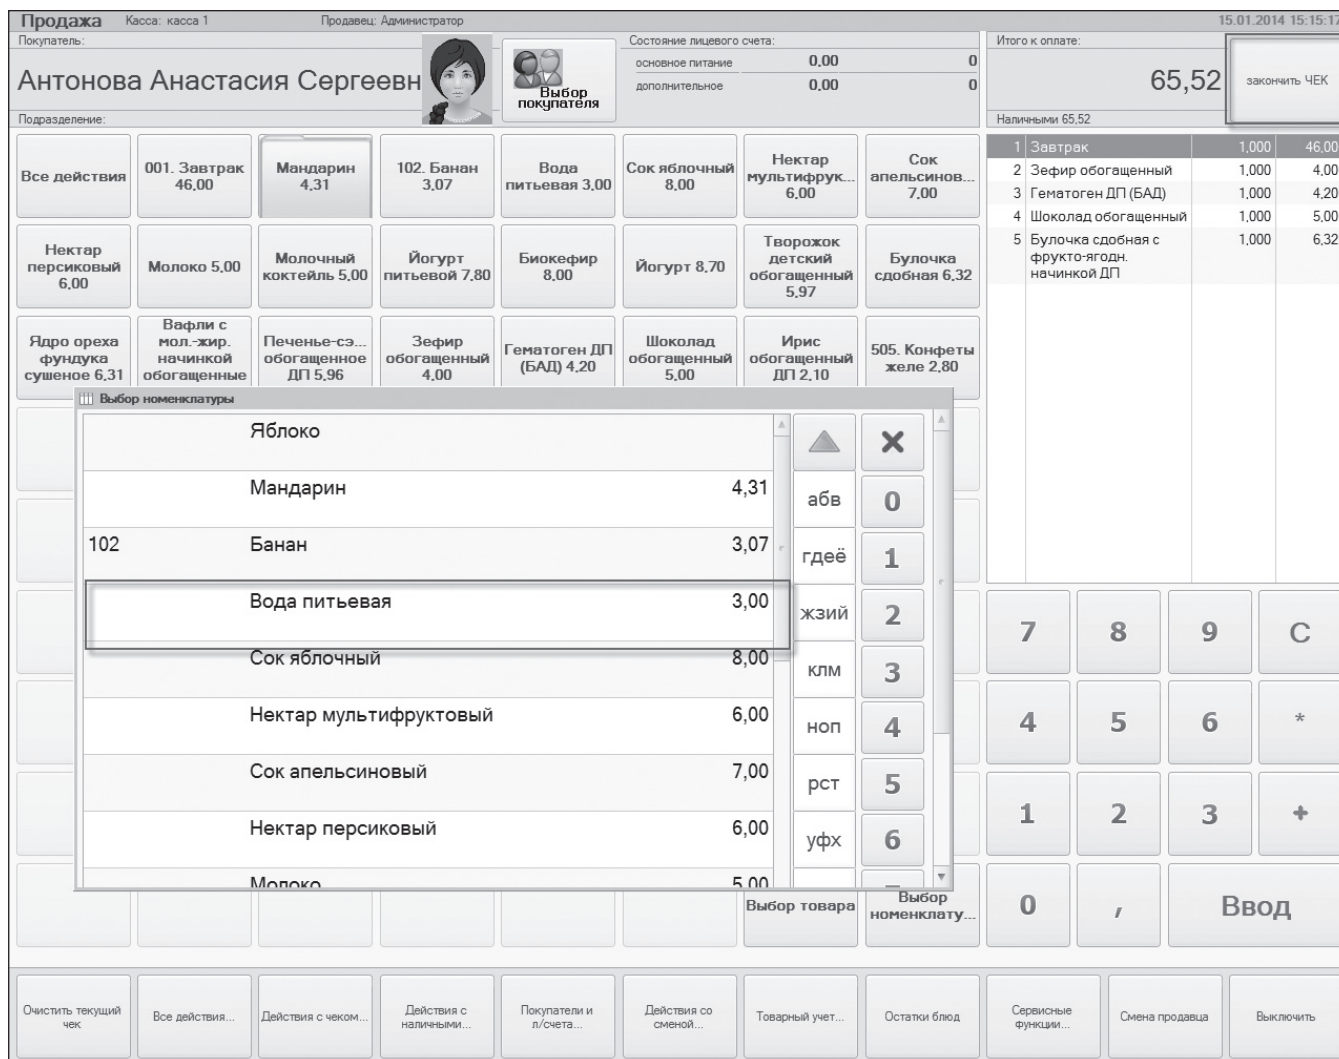 Продажа Касса: касса 1 Продавец: Администратор 15.01.2014 15:15:17
Покупатель:
Антонова Анастасия Сергеевн
Подразделение:
Выбор
покупателя
Состояние лицевого счета:
основное питание 0,00 0
дополнительное 0,00 0
Итого к оплате:
65,52
Наличными 65,52
закончить ЧЕК
Все действия
001. Завтрак
46,00
Мандарин
4,31
102. Банан
3,07
Вода
питьевая 3,00
Сок яблочный
8,00
Нектар
мультифрук...
6,00
Сок
апельсинов...
7,00
Нектар
персиковый
6,00
Молоко 5,00
Молочный
коктейль 5,00
Йогурт
питьевой 7,80
Биокефир
8,00
Йогурт 8,70
Творожок
детский
обогащенный
5,97
Булочка
сдобная 6,32
Ядро ореха
фундука
сушеное 6,31
Вафли с
мол.-жир.
начинкой
обогащенные
Печенье-сэ...
обогащенное
ДП 5,96
Зефир
обогащенный
4,00
Гематоген ДП
(БАД) 4,20
Шоколад
обогащенный
5,00
Ирис
обогащенный
ДП 2,10
505. Конфеты
желе 2,80
1 Завтрак 1,000 46,00
2 Зефир обогащенный 1,000 4,00
3 Гематоген ДП (БАД) 1,000 4,20
4 Шоколад обогащенный 1,000 5,00
5 Булочка сдобная с 1,000 6,32
фрукто-ягодн.
начинкой ДП
Выбор номенклатуры
Яблоко
Мандарин 4,31
102 Банан 3,07
Вода питьевая 3,00
Сок яблочный 8,00
Нектар мультифруктовый 6,00
Сок апельсиновый 7,00
Нектар персиковый 6,00
Молоко 5,00
абв
гдеё
жзий
клм
ноп
рст
уфх
0
1
2
3
4
5
6
Выбор товара
Выбор
номенклату...
7 8 9 C
4 5 6 *
1 2 3 +
0 , Ввод
Очистить текущий
чек
Все действия...
Действия с чеком...
Действия с
наличными...
Покупатели и
л/счета...
Действия со
сменой...
Товарный учет...
Остатки блюд
Сервисные
функции...
Смена продавца
Выключить